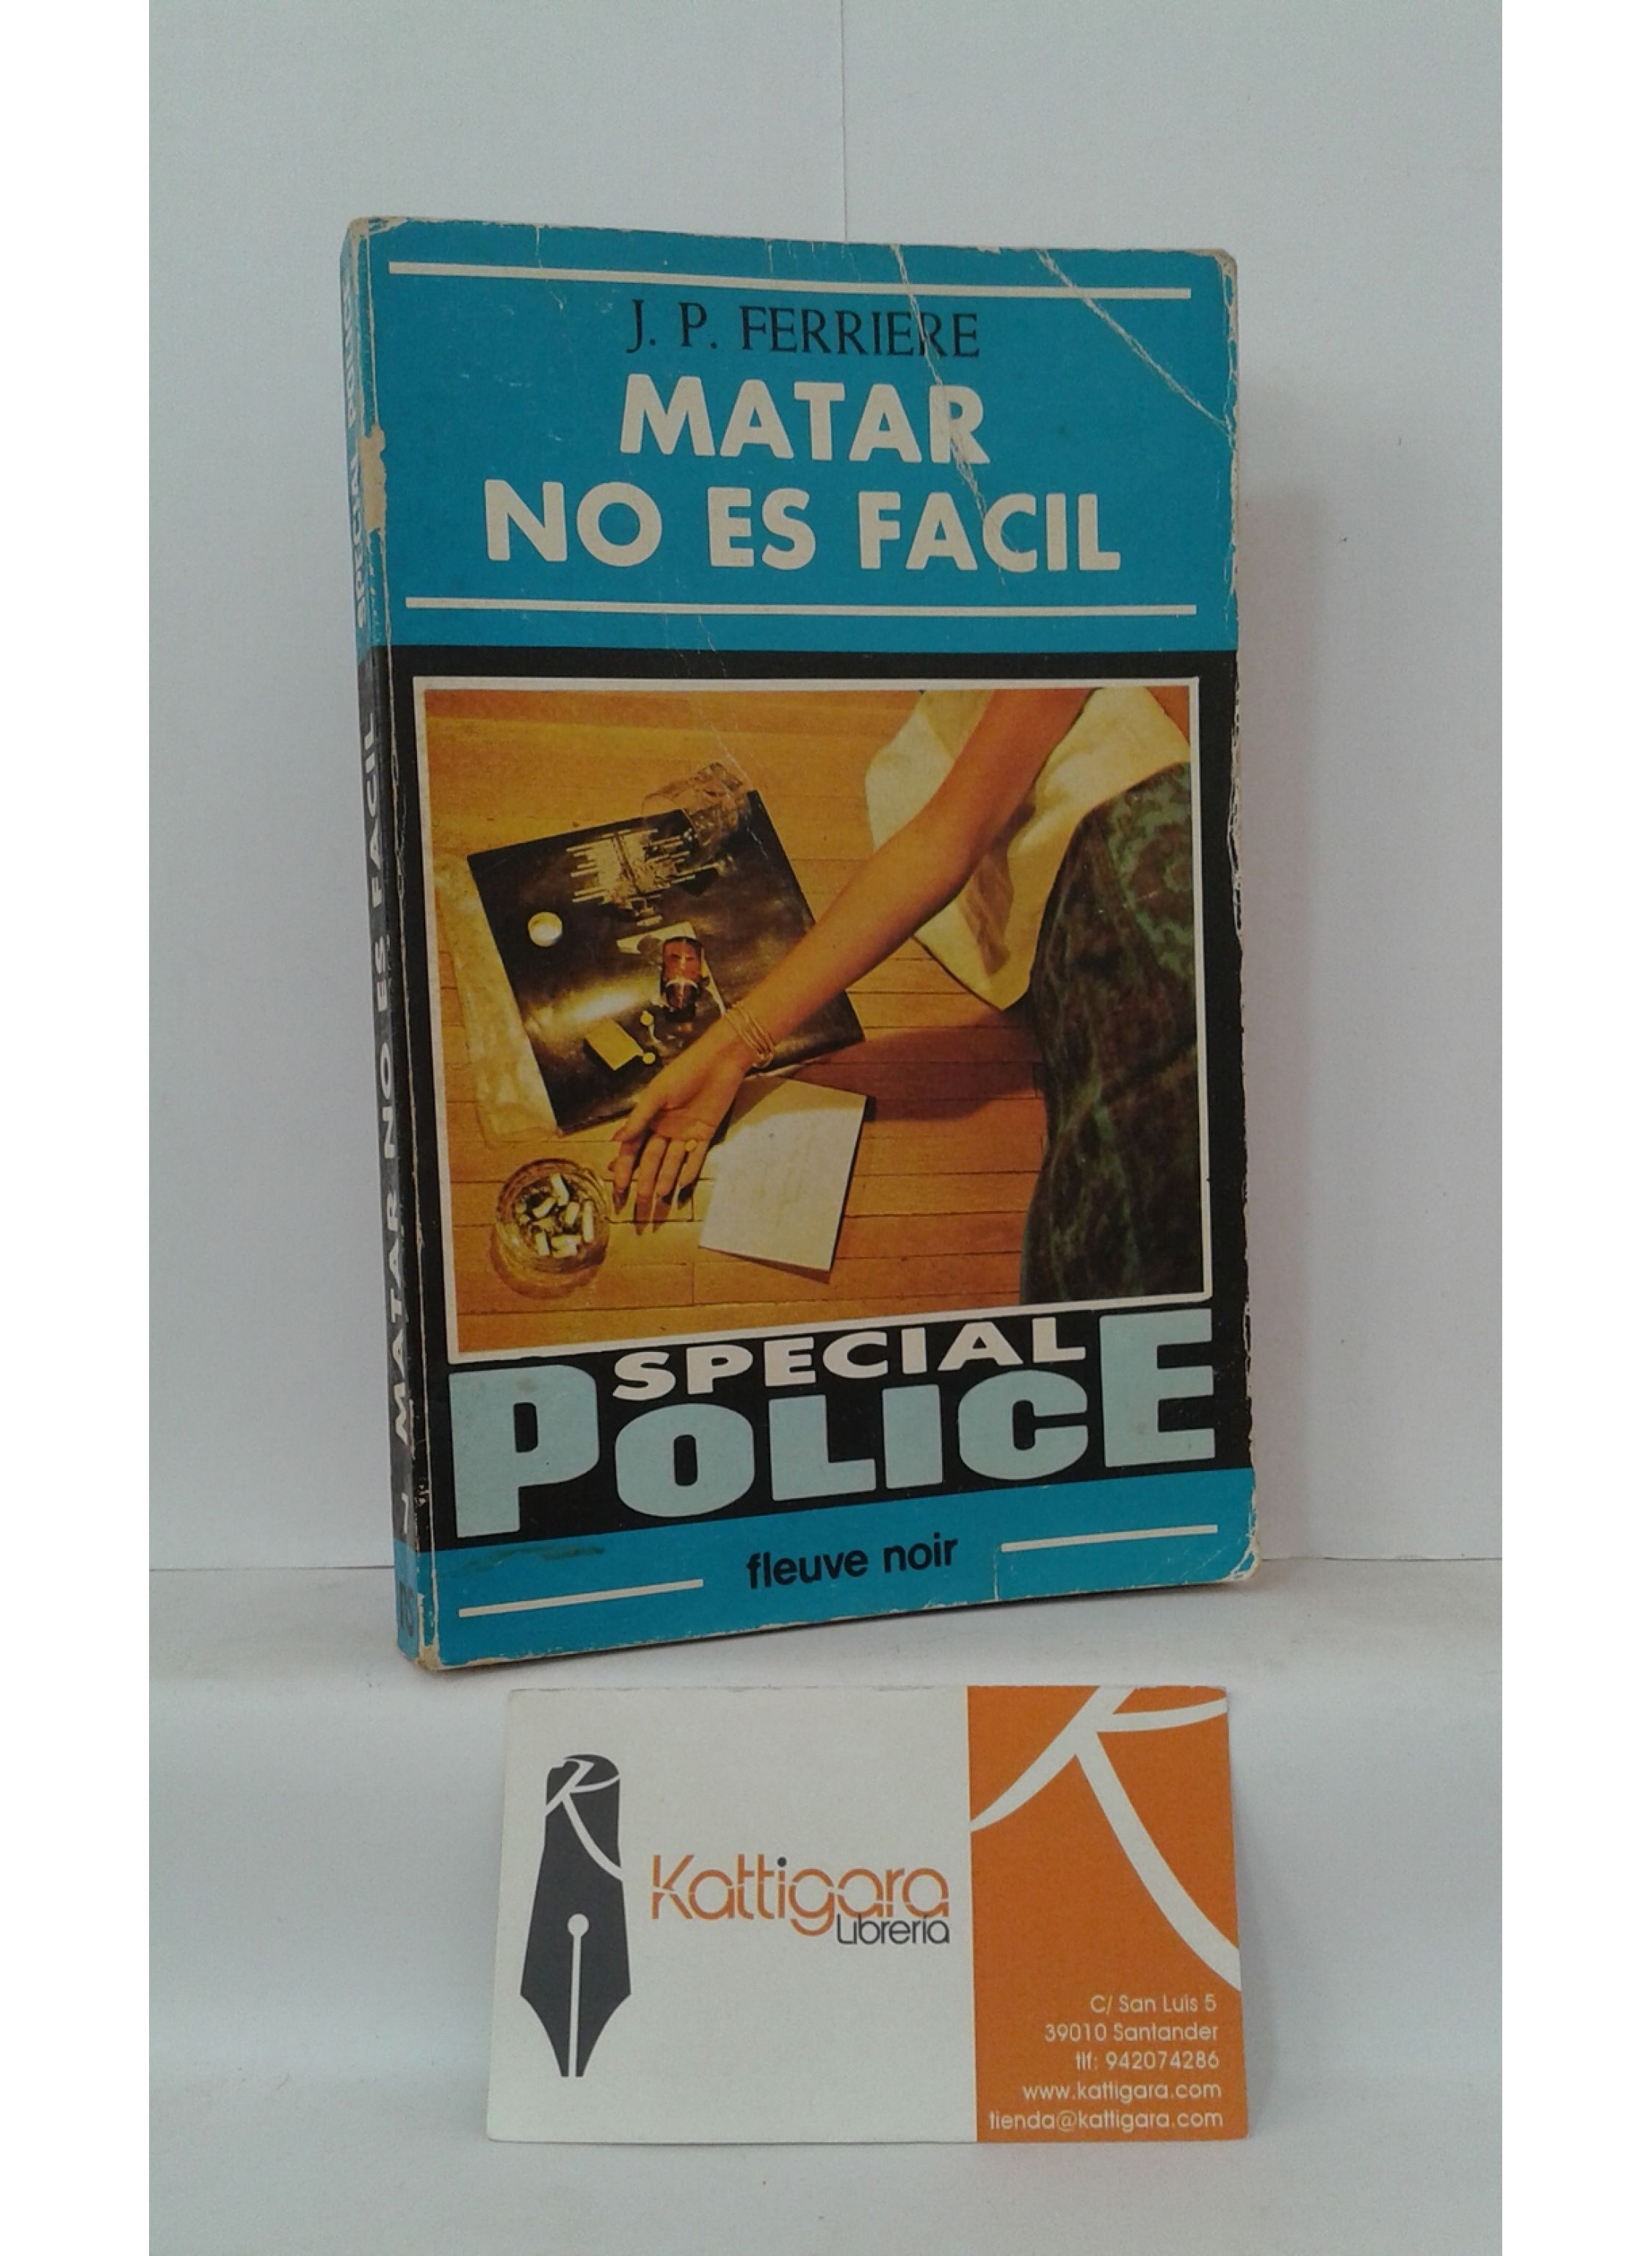 J. P. FERRIERE
MATAR
NO ES FACIL
SPECIAL
POLICE
fleuve noir
SPECIAL POLICE
MATAR NO ES FACIL
7
Kattigara
Librería
C/ San Luis 5
39010 Santander
tlf: 942074286
www.kattigara.com
tienda@kattigara.com